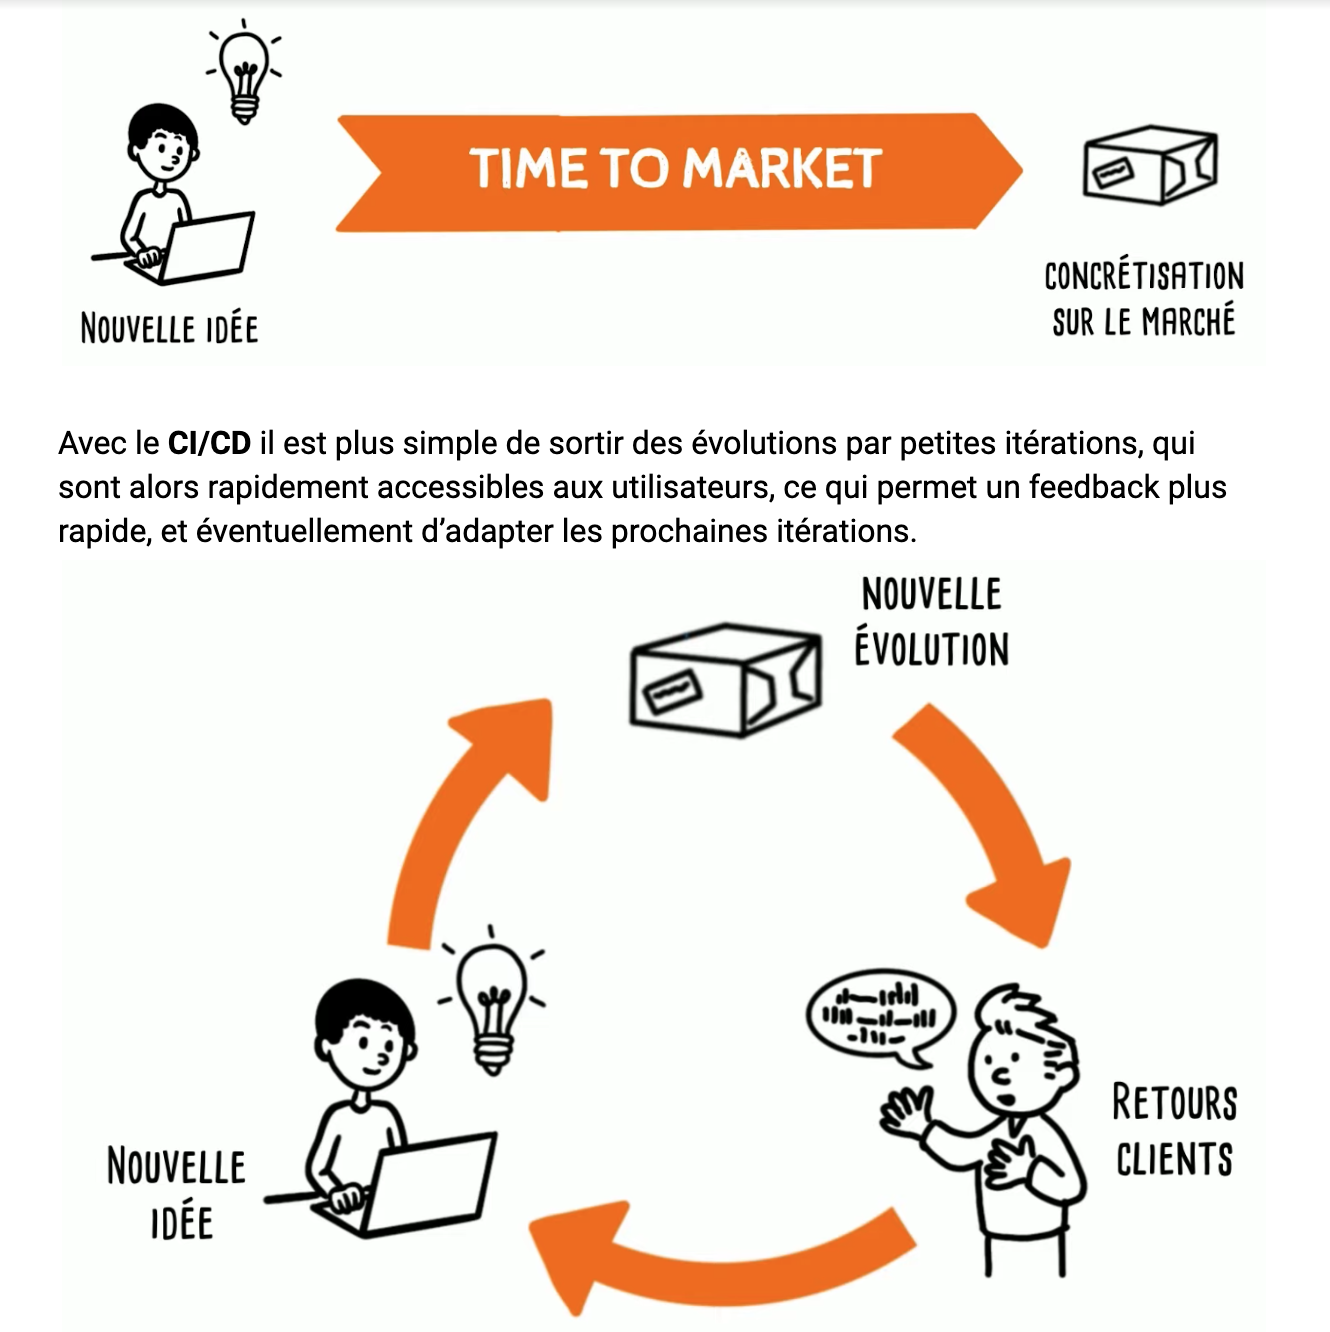 TIME TO MARKET
NOUVELLE IDÉE
CONCRÉTISATION
SUR LE MARCHÉ
Avec le CI/CD il est plus simple de sortir des évolutions par petites itérations, qui
sont alors rapidement accessibles aux utilisateurs, ce qui permet un feedback plus
rapide, et éventuellement d’adapter les prochaines itérations.
NOUVELLE
ÉVOLUTION
RETOURS
CLIENTS
NOUVELLE
IDÉE